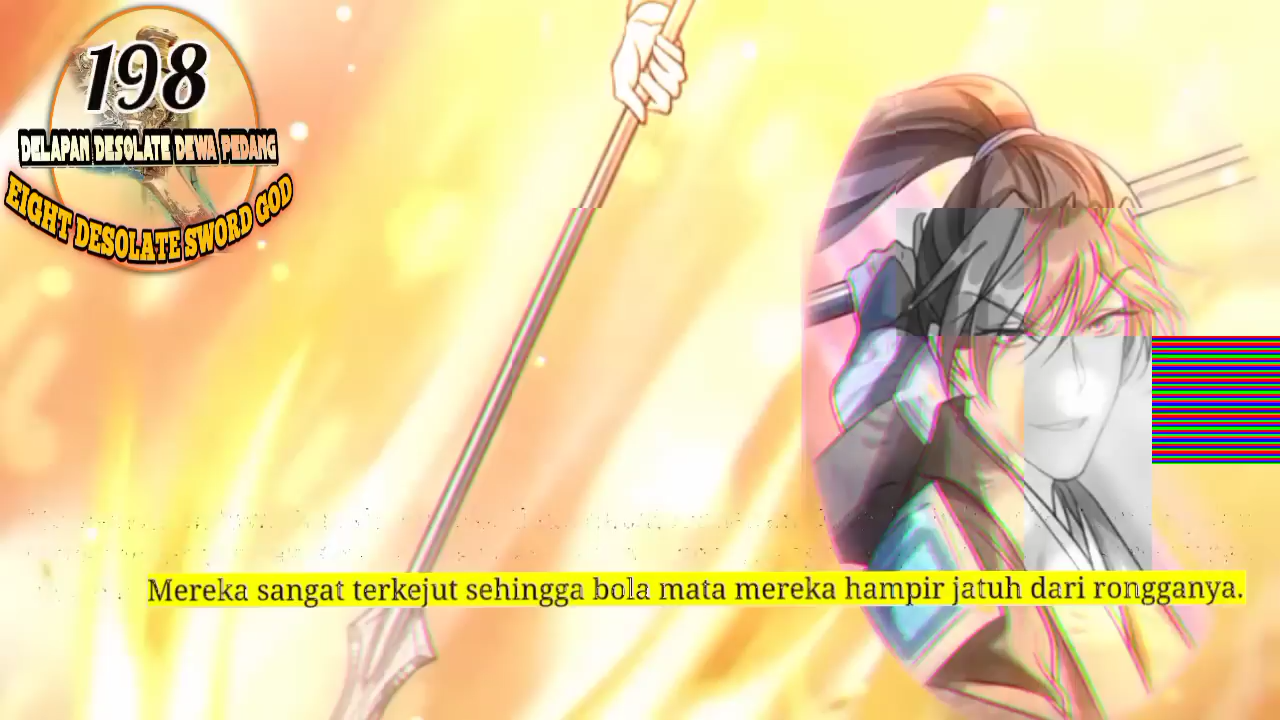 198
DELAPAN DESOLATE DEWA PEDANG
EIGHT DESOLATE SWORD GOD
Mereka sangat terkejut sehingga bola mata mereka hampir jatuh dari rongganya.